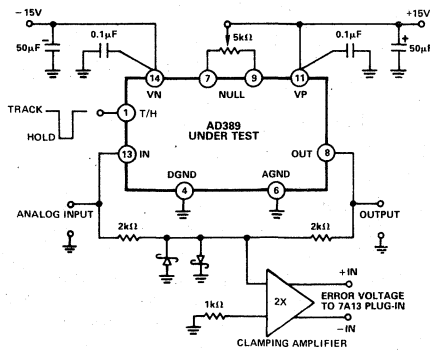 − 15V
+15V
50µF
0.1µF
5kΩ
0.1µF
50µF
14
7
9
11
VN
NULL
VP
TRACK
HOLD
1
T/H
AD389
UNDER TEST
13
IN
OUT
8
DGND
AGND
4
6
ANALOG INPUT
OUTPUT
2kΩ
2kΩ
+IN
2X
ERROR VOLTAGE
TO 7A13 PLUG-IN
1kΩ
−IN
CLAMPING AMPLIFIER